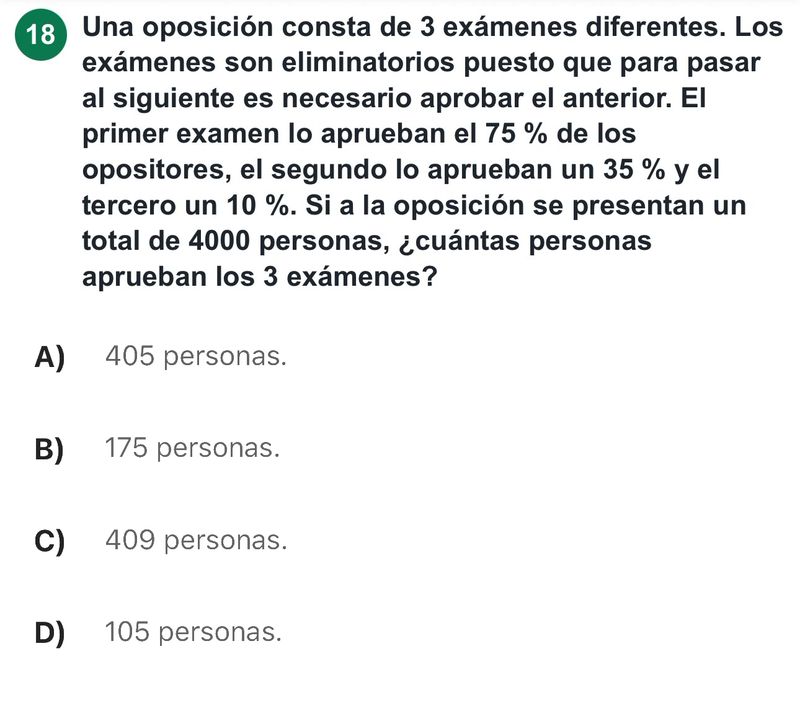 18 Una oposición consta de 3 exámenes diferentes. Los
exámenes son eliminatorios puesto que para pasar
al siguiente es necesario aprobar el anterior. El
primer examen lo aprueban el 75 % de los
opositores, el segundo lo aprueban un 35 % y el
tercero un 10 %. Si a la oposición se presentan un
total de 4000 personas, ¿cuántas personas
aprueban los 3 exámenes?
A) 405 personas.
B) 175 personas.
C) 409 personas.
D) 105 personas.